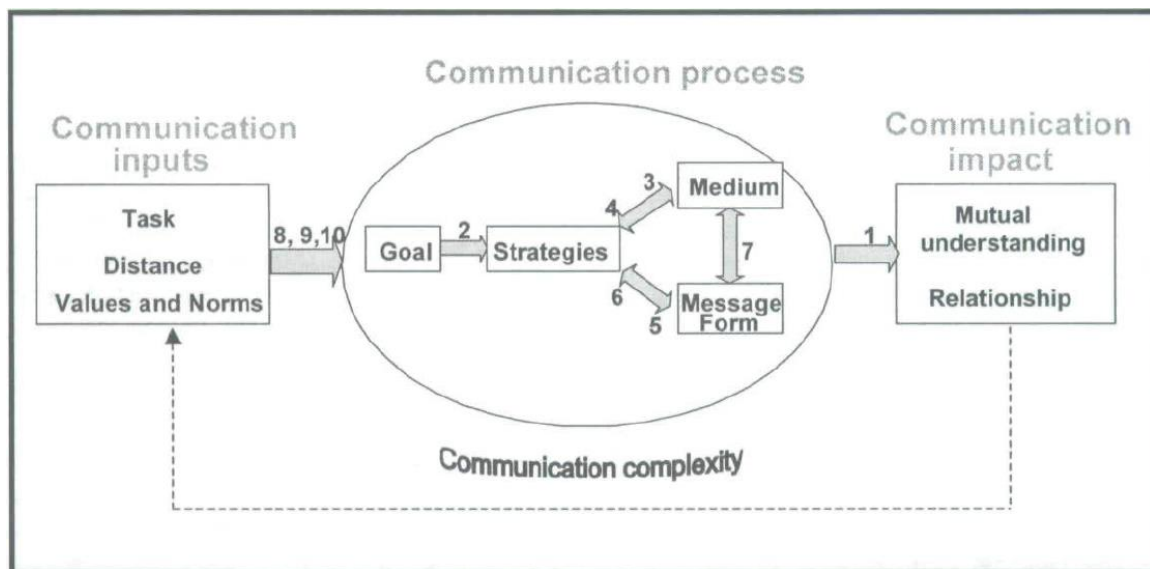 Communication process
Communication
inputs
Communication
impact
Task
Distance
Values and Norms
8, 9,10
Goal
2
Strategies
3
4
Medium
7
6
5
Message
Form
1
Mutual
understanding
Relationship
Communication complexity